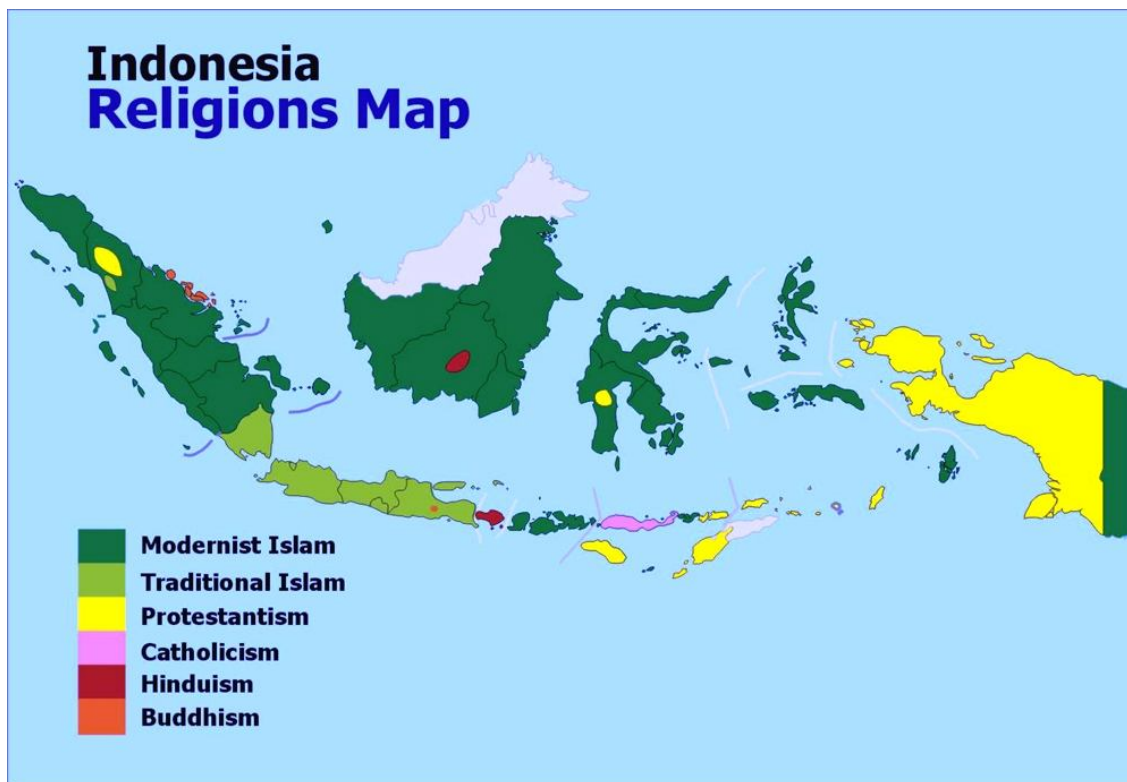 Indonesia
Religions Map
Modernist Islam
Traditional Islam
Protestantism
Catholicism
Hinduism
Buddhism